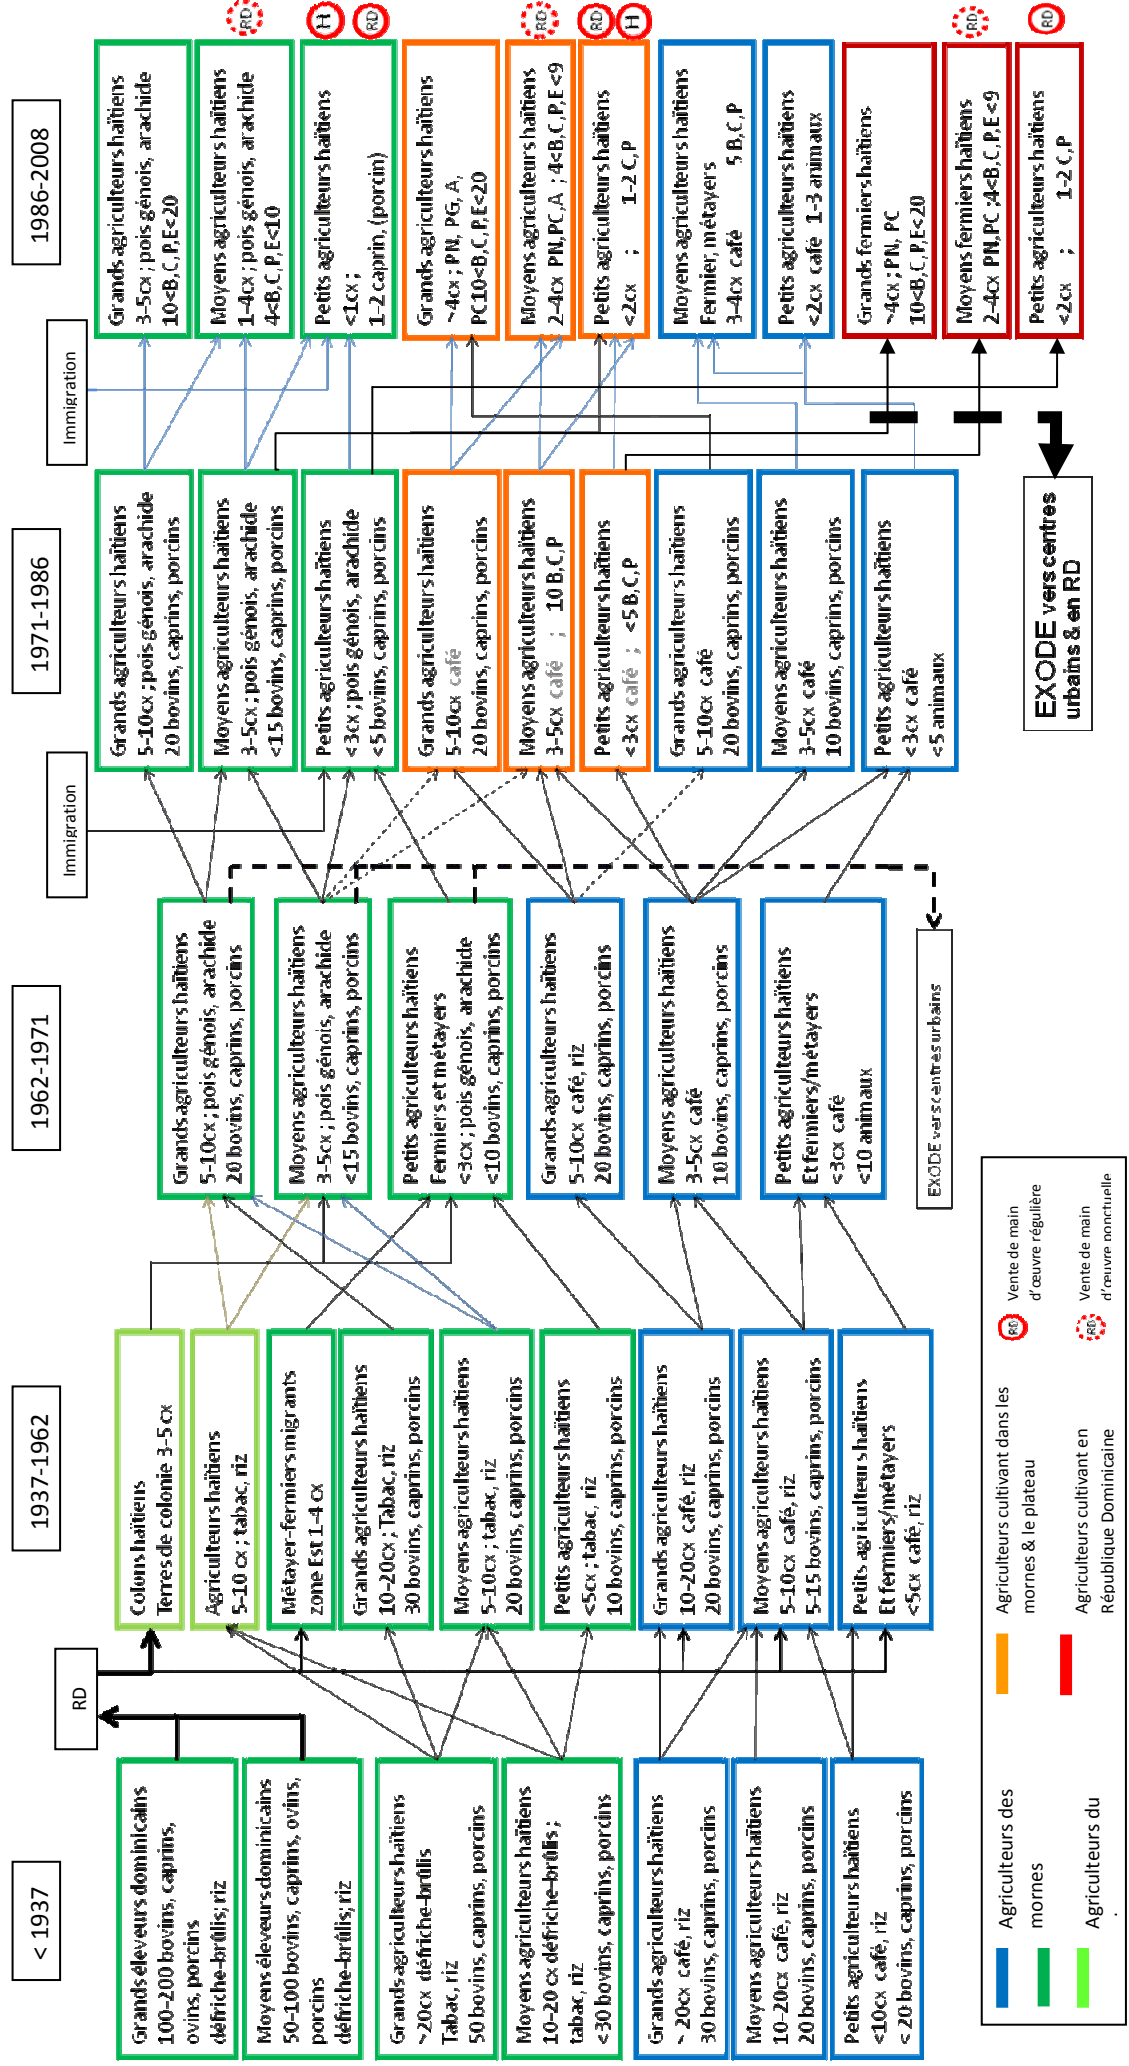 < 1937
1937-1962
1962-1971
1971-1986
1986-2008
RD
Immigration
Immigration
Grands éleveurs dominicains
100-200 bovins, caprins,
ovins, porcins
défriche-brûlis; riz
Moyens éleveurs dominicains
50-100 bovins, caprins, ovins,
porcins
défriche-brûlis; riz
Grands agriculteurs haïtiens
~20cx défriche-brûlis
Tabac, riz
50 bovins, caprins, porcins
Moyens agriculteurs haïtiens
10-20 cx défriche-brûlis ;
tabac, riz
<30 bovins, caprins, porcins
Grands agriculteurs haïtiens
~ 20cx café, riz
30 bovins, caprins, porcins
Moyens agriculteurs haïtiens
10-20cx café, riz
20 bovins, caprins, porcins
Petits agriculteurs haïtiens
<10cx café, riz
< 20 bovins, caprins, porcins
Colons haïtiens
Terres de colonie 3-5 cx
Agriculteurs haïtiens
5-10 cx ; tabac, riz
Métayer-fermiers migrants
zone Est 1-4 cx
Grands agriculteurs haïtiens
10-20cx ; Tabac, riz
30 bovins, caprins, porcins
Moyens agriculteurs haïtiens
5-10cx ; tabac, riz
20 bovins, caprins, porcins
Petits agriculteurs haïtiens
<5cx ; tabac, riz
10 bovins, caprins, porcins
Grands agriculteurs haïtiens
10-20cx café, riz
20 bovins, caprins, porcins
Moyens agriculteurs haïtiens
5-10cx café, riz
5-15 bovins, caprins, porcins
Petits agriculteurs haïtiens
Et fermiers/métayers
<5cx café, riz
Grands agriculteurs haïtiens
5-10cx ; pois génois, arachide
20 bovins, caprins, porcins
Moyens agriculteurs haïtiens
3-5cx ; pois génois, arachide
<15 bovins, caprins, porcins
Petits agriculteurs haïtiens
Fermiers et métayers
<3cx ; pois génois, arachide
<10 bovins, caprins, porcins
Grands agriculteurs haïtiens
5-10cx café, riz
20 bovins, caprins, porcins
Moyens agriculteurs haïtiens
3-5cx café
10 bovins, caprins, porcins
Petits agriculteurs haïtiens
Et fermiers/métayers
<3cx café
<10 animaux
EXODE vers centres urbains
Grands agriculteurs haïtiens
5-10cx ; pois génois, arachide
20 bovins, caprins, porcins
Moyens agriculteurs haïtiens
3-5cx ; pois génois, arachide
<15 bovins, caprins, porcins
Petits agriculteurs haïtiens
<3cx ; pois génois, arachide
<5 bovins, caprins, porcins
Grands agriculteurs haïtiens
5-10cx café
20 bovins, caprins, porcins
Moyens agriculteurs haïtiens
3-5cx café ; 10 B,C,P
Petits agriculteurs haïtiens
<3cx café ; <5 B,C,P
Grands agriculteurs haïtiens
5-10cx café
20 bovins, caprins, porcins
Moyens agriculteurs haïtiens
3-5cx café
10 bovins, caprins, porcins
Petits agriculteurs haïtiens
<3cx café
<5 animaux
EXODE vers centres
urbains & en RD
Grands agriculteurs haïtiens
3-5cx ; pois génois, arachide
10<B,C,P,E<20
Moyens agriculteurs haïtiens
1-4cx ; pois génois, arachide
4<B,C,P,E<10
RD
Petits agriculteurs haïtiens
<1cx ;
1-2 caprin, (porcin)
H
RD
Grands agriculteurs haïtiens
~4cx ; PN, PG, A,
PC10<B,C,P,E<20
Moyens agriculteurs haïtiens
2-4cx PN,PC,A ; 4<B,C,P,E<9
RD
Petits agriculteurs haïtiens
<2cx ; 1-2 C,P
RD
H
Moyens agriculteurs haïtiens
Fermier, métayers
3-4cx café 5 B,C,P
Petits agriculteurs haïtiens
<2cx café 1-3 animaux
Grands fermiers haïtiens
~4cx ; PN, PC
10<B,C,P,E<20
Moyens fermiers haïtiens
2-4cx PN,PC ;4<B,C,P,E<9
RD
Petits agriculteurs haïtiens
<2cx ; 1-2 C,P
RD
Agriculteurs des
mornes
Agriculteurs du
Agriculteurs cultivant dans les
mornes & le plateau
Agriculteurs cultivant en
République Dominicaine
RD
Vente de main
d'œuvre régulière
RD
Vente de main
d'œuvre ponctuelle